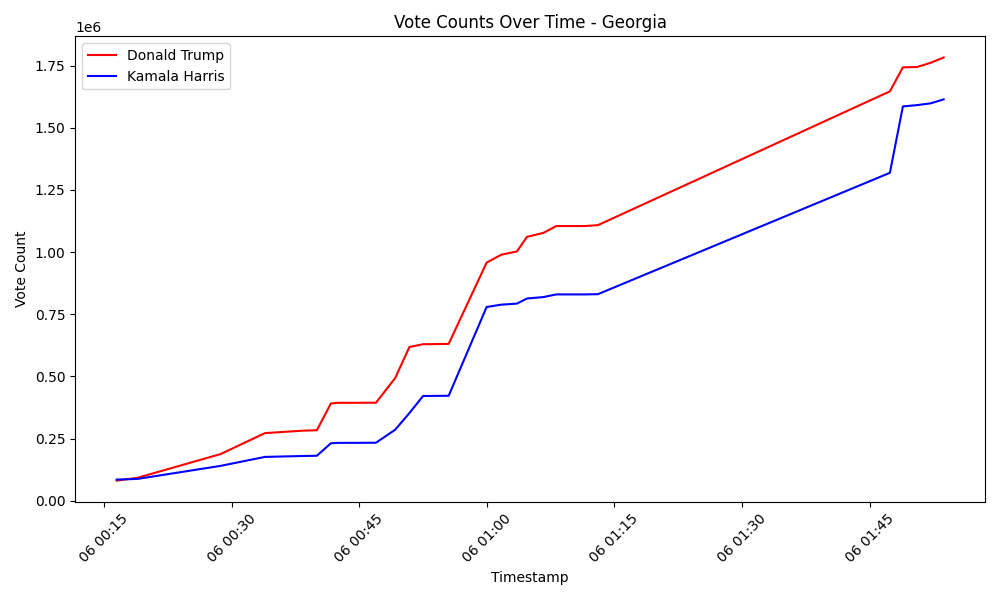 Vote Counts Over Time - Georgia
1e6
Donald Trump
Kamala Harris
1.75
1.50
1.25
1.00
0.75
0.50
0.25
0.00
Vote Count
06 00:15
06 00:30
06 00:45
06 01:00
06 01:15
06 01:30
06 01:45
Timestamp